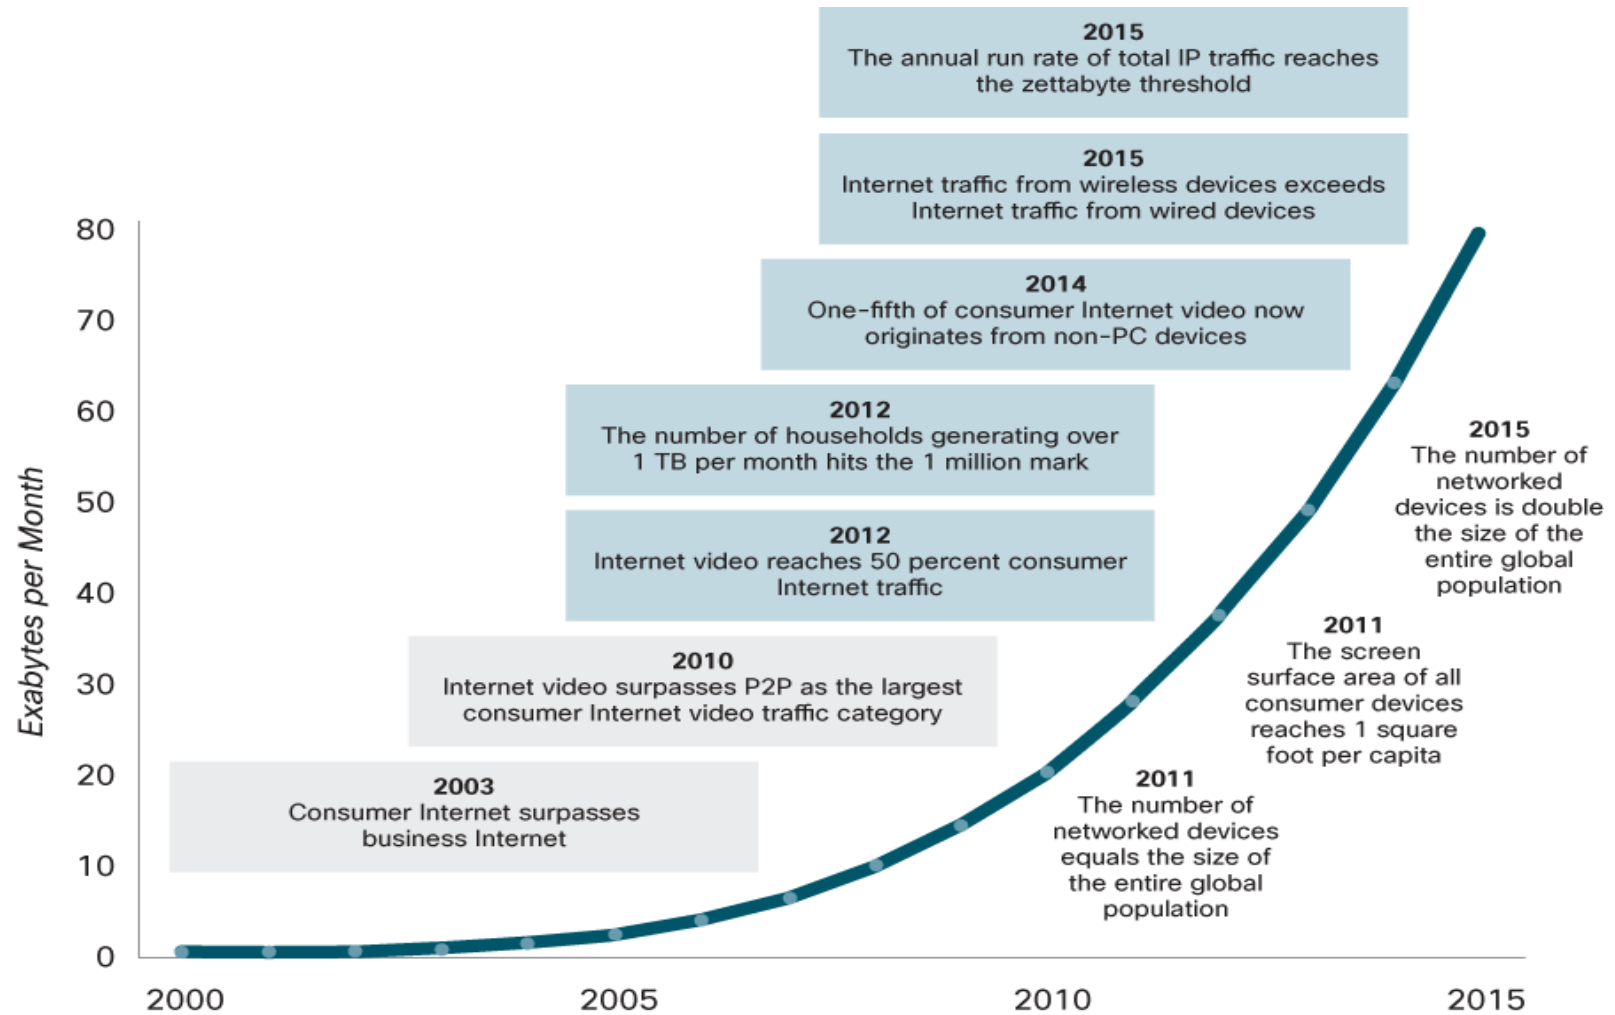 2015
The annual run rate of total IP traffic reaches
the zettabyte threshold
2015
Internet traffic from wireless devices exceeds
Internet traffic from wired devices
2014
One-fifth of consumer Internet video now
originates from non-PC devices
2012
The number of households generating over
1 TB per month hits the 1 million mark
2012
Internet video reaches 50 percent consumer
Internet traffic
2010
Internet video surpasses P2P as the largest
consumer Internet video traffic category
2003
Consumer Internet surpasses
business Internet
2015
The number of
networked
devices is double
the size of the
entire global
population
2011
The screen
surface area of all
consumer devices
reaches 1 square
foot per capita
2011
The number of
networked devices
equals the size of
the entire global
population
Exabytes per Month
80
70
60
50
40
30
20
10
0
2000
2005
2010
2015